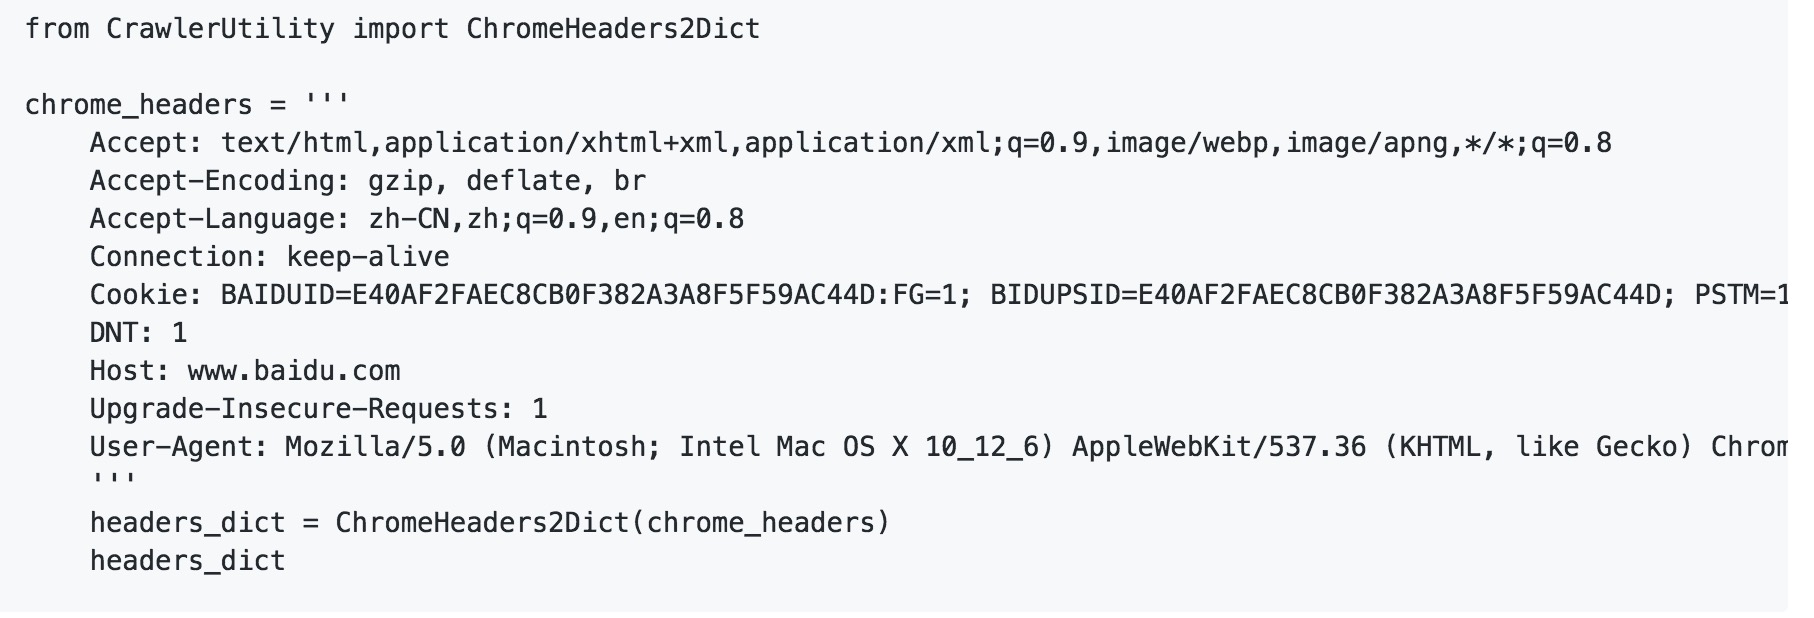 from CrawlerUtility import ChromeHeaders2Dict
chrome_headers = '''
Accept: text/html,application/xhtml+xml,application/xml;q=0.9,image/webp,image/apng,*/*;q=0.8
Accept-Encoding: gzip, deflate, br
Accept-Language: zh-CN,zh;q=0.9,en;q=0.8
Connection: keep-alive
Cookie: BAIDUID=E40AF2FAEC8CB0F382A3A8F5F59AC44D:FG=1; BIDUPSID=E40AF2FAEC8CB0F382A3A8F5F59AC44D; PSTM=1
DNT: 1
Host: www.baidu.com
Upgrade-Insecure-Requests: 1
User-Agent: Mozilla/5.0 (Macintosh; Intel Mac OS X 10_12_6) AppleWebKit/537.36 (KHTML, like Gecko) Chrom
'''
headers_dict = ChromeHeaders2Dict(chrome_headers)
headers_dict